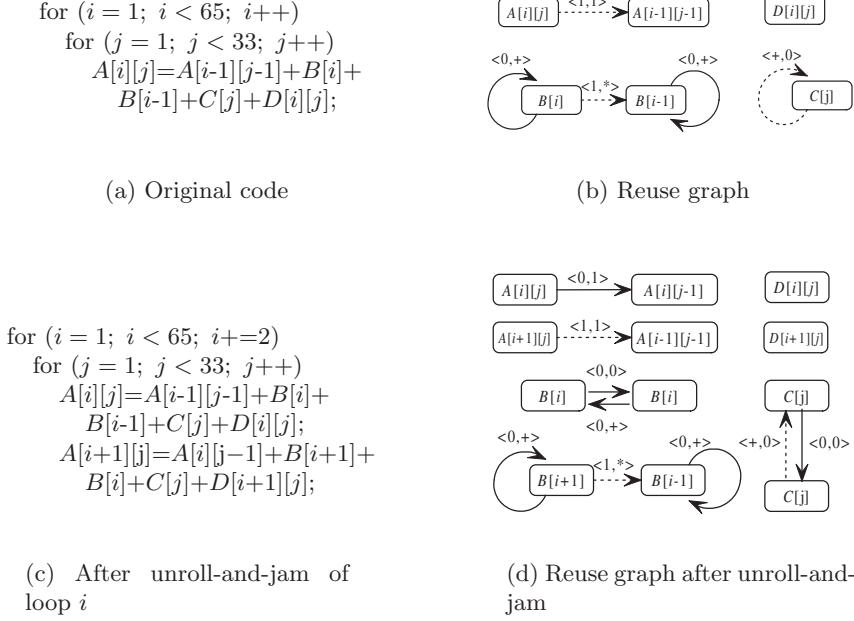 for (i = 1; i < 65; i++)
for (j = 1; j < 33; j++)
A[i][j]=A[i-1][j-1]+B[i]+
B[i-1]+C[j]+D[i][j];
(a) Original code
<1,1>
A[i][j]
A[i-1][j-1]
D[i][j]
<0,+>
<0,+>
<1,*>
B[i]
B[i-1]
<+,0>
C[j]
(b) Reuse graph
for (i = 1; i < 65; i+=2)
for (j = 1; j < 33; j++)
A[i][j]=A[i-1][j-1]+B[i]+
B[i-1]+C[j]+D[i][j];
A[i+1][j]=A[i][j−1]+B[i+1]+
B[i]+C[j]+D[i+1][j];
(c) After unroll-and-jam of
loop i
<0,1>
A[i][j]
A[i][j-1]
D[i][j]
<1,1>
A[i+1][j]
A[i-1][j-1]
D[i+1][j]
<0,0>
B[i]
B[i]
C[j]
<0,+>
<0,+>
<0,+>
<+,0>
<0,0>
<1,*>
B[i+1]
B[i-1]
C[j]
(d) Reuse graph after unroll-and-
jam